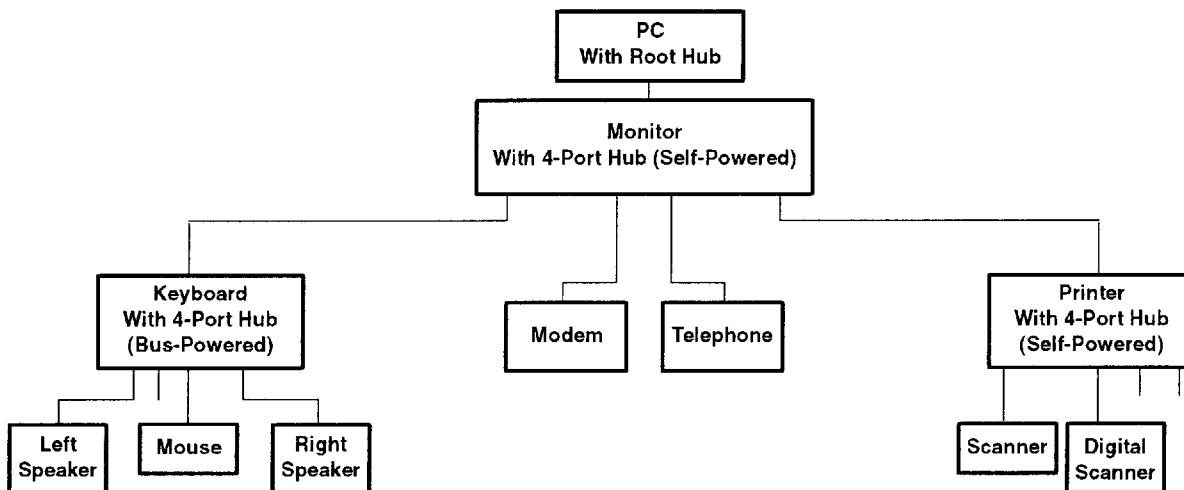 PC
With Root Hub
Monitor
With 4-Port Hub (Self-Powered)
Keyboard
With 4-Port Hub
(Bus-Powered)
Modem
Telephone
Printer
With 4-Port Hub
(Self-Powered)
Left
Speaker
Mouse
Right
Speaker
Scanner
Digital
Scanner